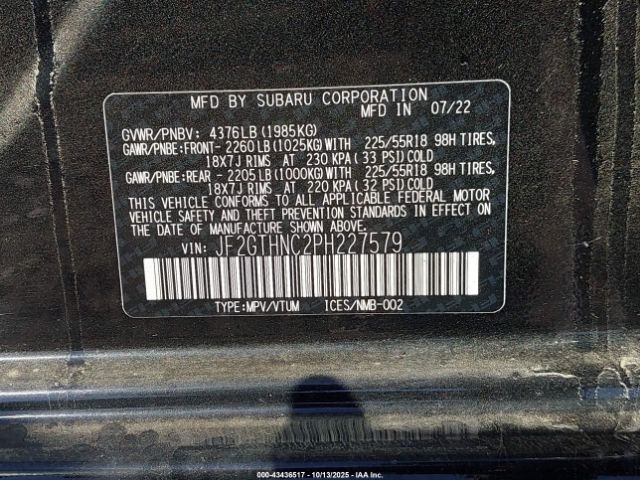 MFD BY SUBARU CORPORATION
MFD IN 07/22
GVWR/PNBV: 4376LB(1985KG)
GAWR/PNBE:FRONT- 2260LB(1025KG)WITH 225/55R18 98H TIRES,
18X7J RIMS AT 230 KPA(33 PSI)COLD
GAWR/PNBE:REAR - 2205LB(1000KG)WITH 225/55R18 98H TIRES,
18X7J RIMS AT 220 KPA(32 PSI)COLD
THIS VEHICLE CONFORMS TO ALL APPLICABLE FEDERAL MOTOR
VEHICLE SAFETY AND THEFT PREVENTION STANDARDS IN EFFECT ON
THE DATE OF MANUFACTURE SHOWN ABOVE.
VIN: JF2GTHNC2PH227579
TYPE:MPV/VTUM ICES/NMB-002
000-43436517 - 10/13/2025 - IAA Inc.